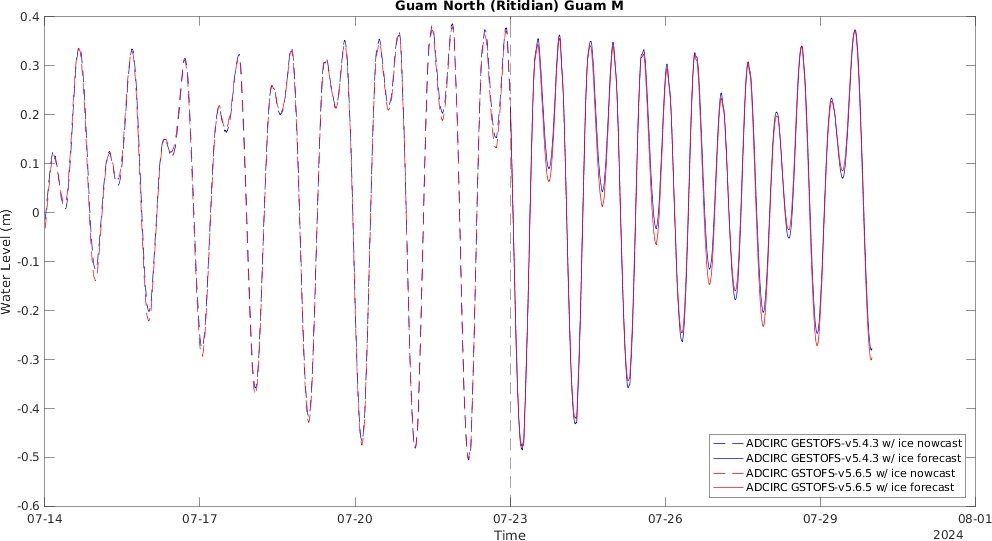 Guam North (Ritidian) Guam M
Water Level (m)
0.4
0.3
0.2
0.1
0
-0.1
-0.2
-0.3
-0.4
-0.5
-0.6
ADCIRC GESTOFS-v5.4.3 w/ ice nowcast
ADCIRC GESTOFS-v5.4.3 w/ ice forecast
ADCIRC GSTOFS-v5.6.5 w/ ice nowcast
ADCIRC GSTOFS-v5.6.5 w/ ice forecast
07-14 07-17 07-20 07-23 07-26 07-29 08-01
Time
2024